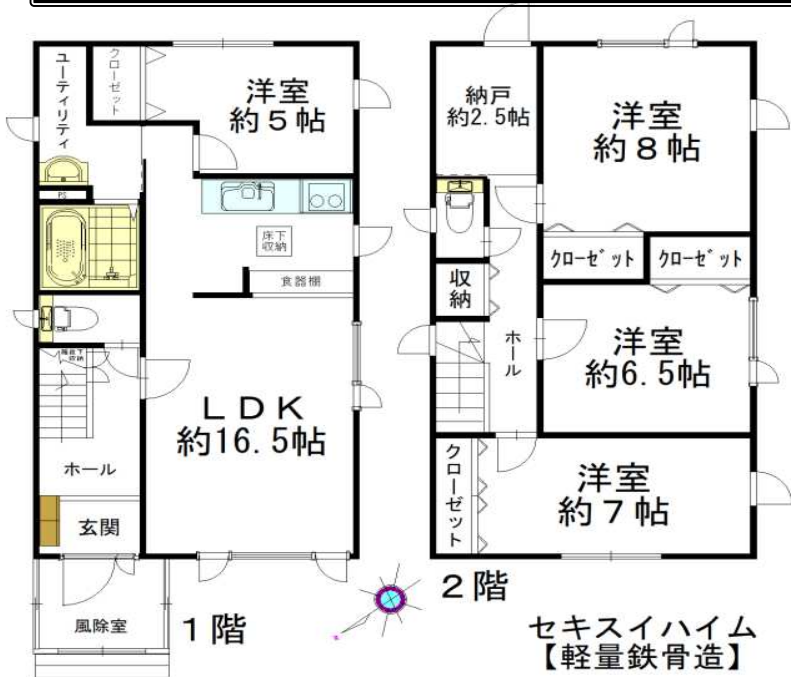 ユーティリティ
クローゼット
洋室
約5帖
PS
床下
収納
食器棚
階段下
収納
LDK
約16.5帖
ホール
玄関
風除室
1階
納戸
約2.5帖
洋室
約8帖
クローゼット
クローゼット
収納
ホール
洋室
約6.5帖
クローゼット
洋室
約7帖
2階
セキスイハイム
【軽量鉄骨造】